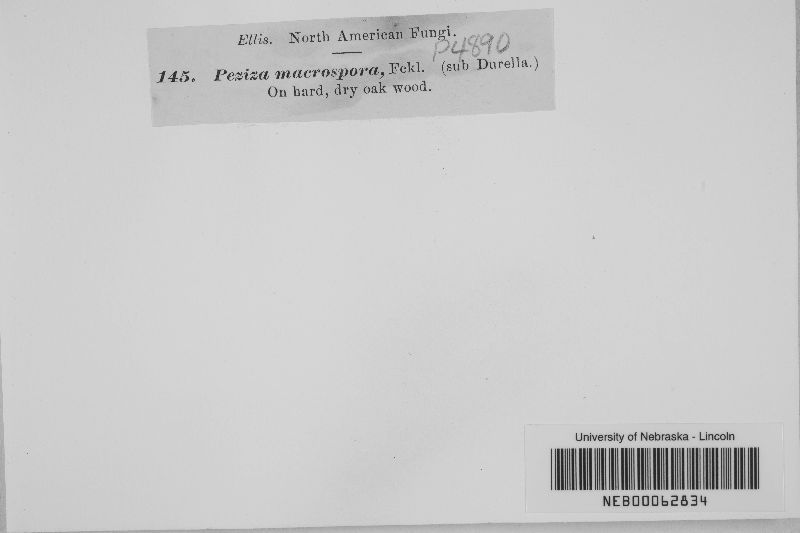 Ellis. North American Fungi.
P4890
145. Peziza macrospora, Fckl. (sub Durella.)
On hard, dry oak wood.
University of Nebraska - Lincoln
NEB00062834